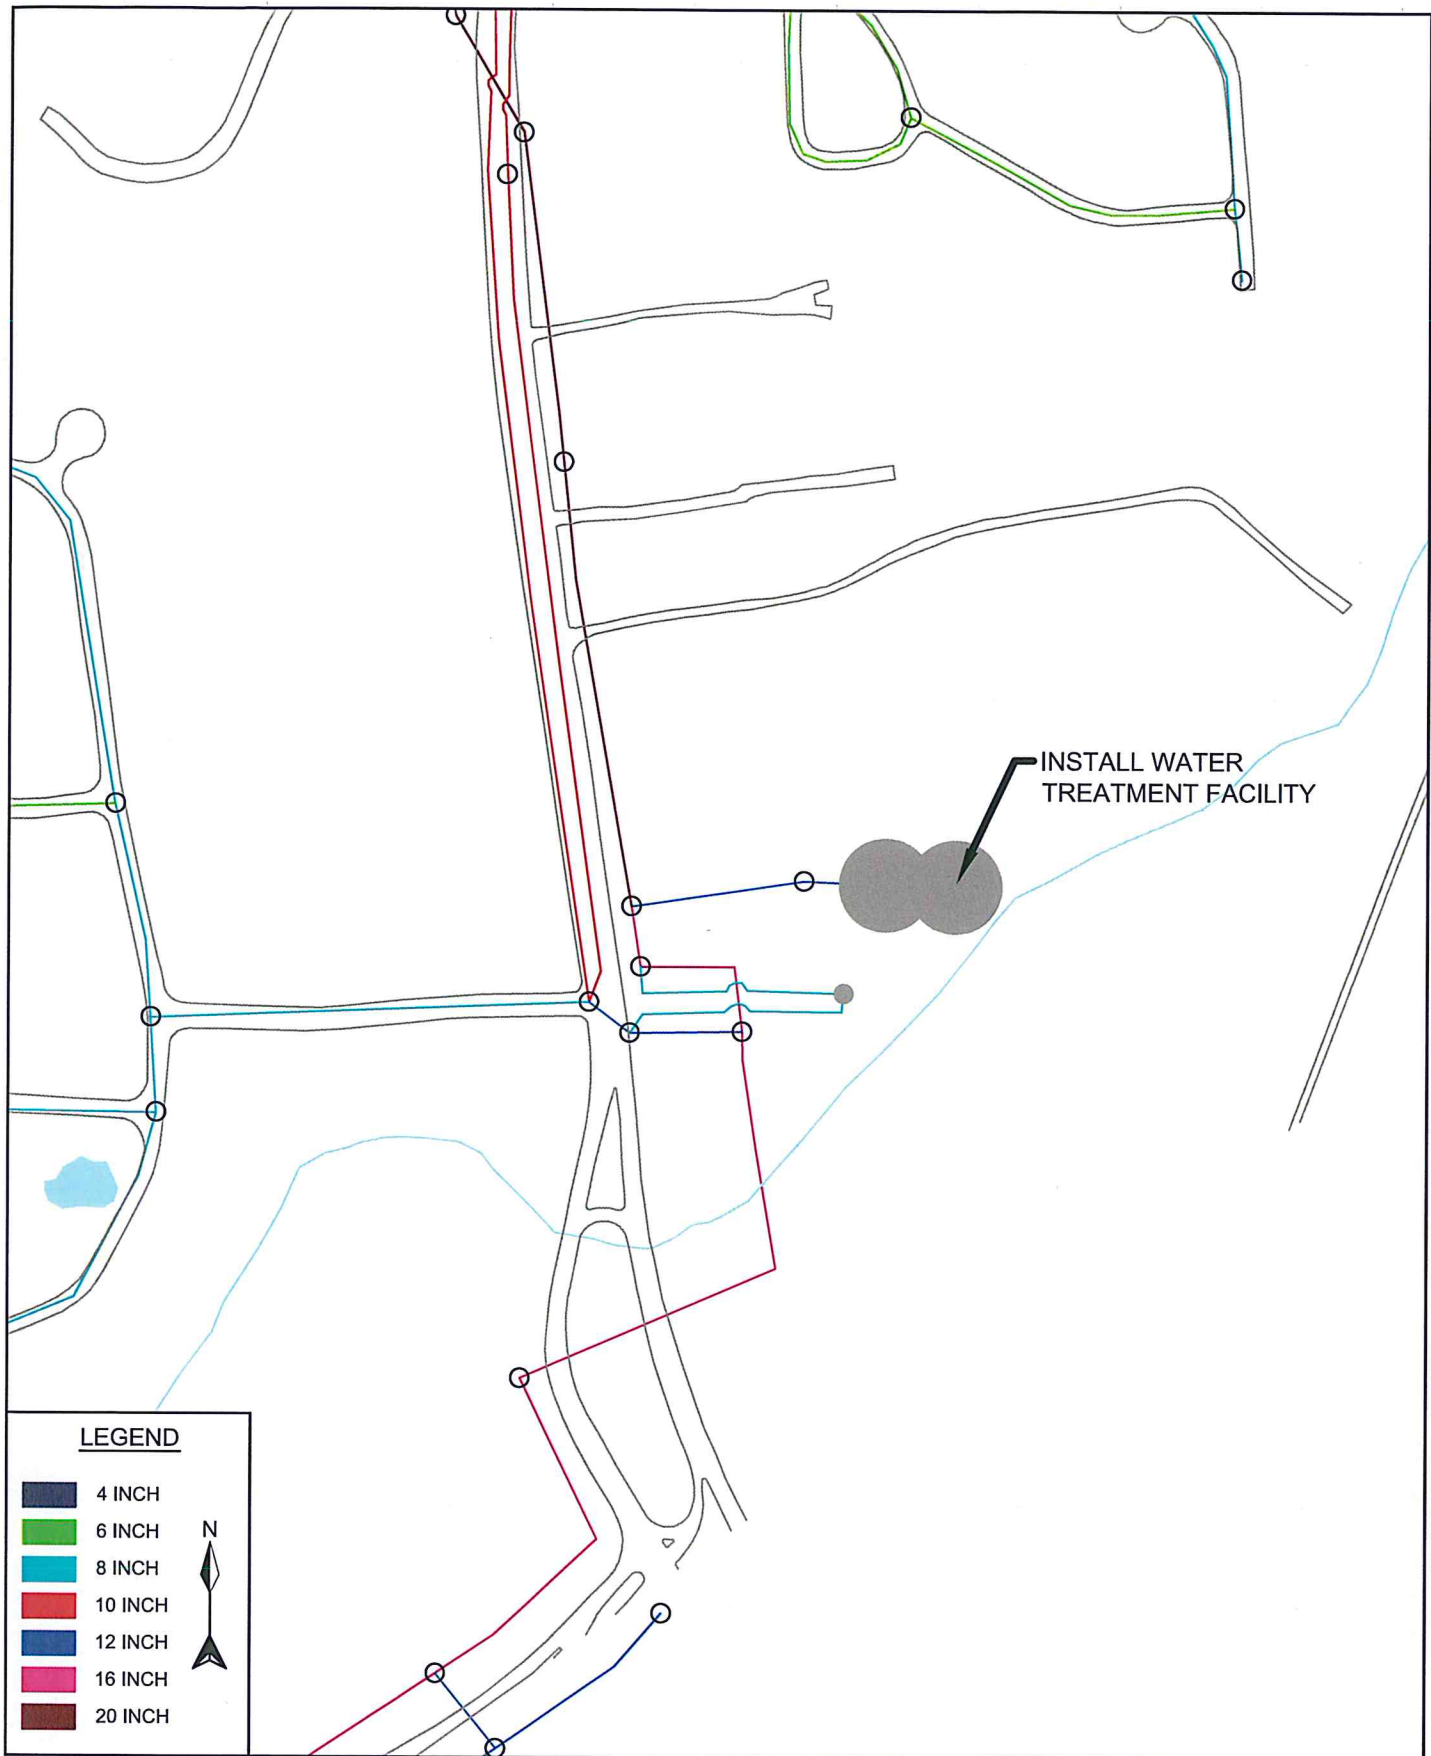 INSTALL WATER
TREATMENT FACILITY
LEGEND
4 INCH
6 INCH
8 INCH
10 INCH
12 INCH
16 INCH
20 INCH
N